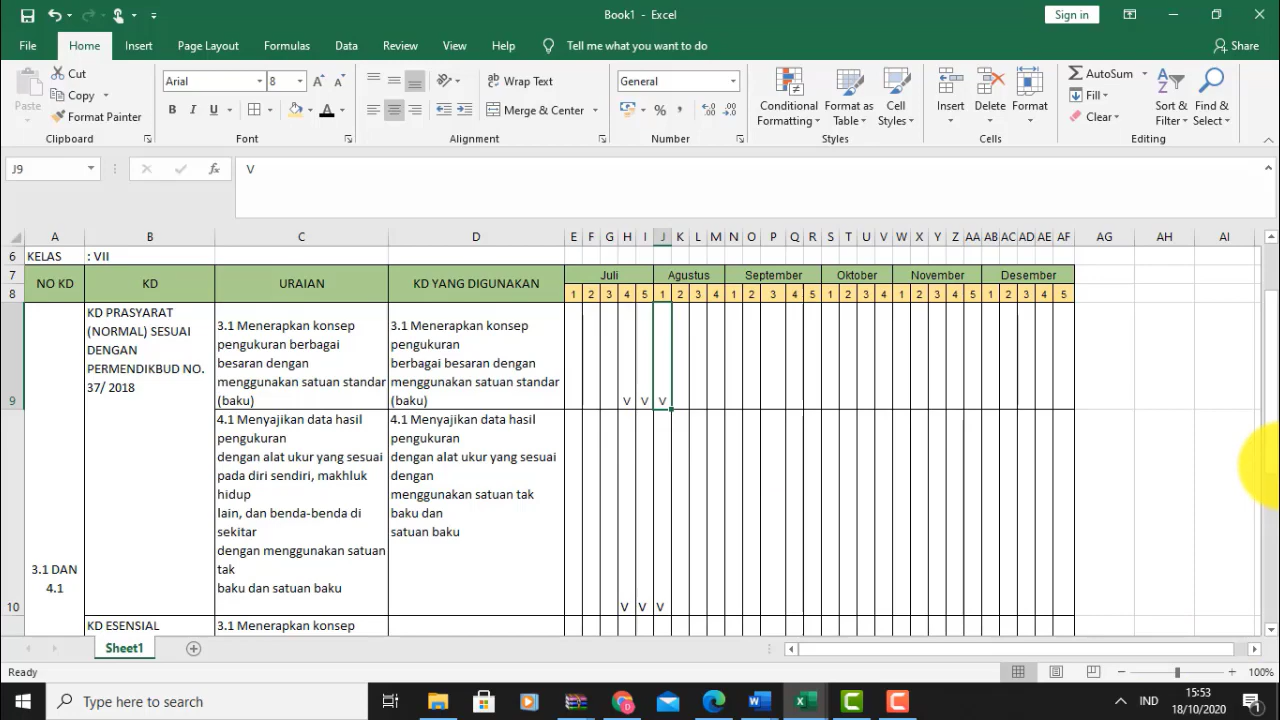 Book1 - Excel
Sign in
File Home Insert Page Layout Formulas Data Review View Help Tell me what you want to do Share
Paste
Cut
Copy
Format Painter
Clipboard
Arial 8
B I U
Font
Wrap Text
Merge & Center
Alignment
General
Number
Conditional Formatting
Format as Table
Cell Styles
Styles
Insert
Delete
Format
Cells
AutoSum
Fill
Clear
Sort & Filter
Find & Select
Editing
J9 fx V
A B C D E F G H I J K L M N O P Q R S T U V W X Y Z AA AB AC AD AE AF AG AH AI
6 KELAS : VII
7 NO KD KD URAIAN KD YANG DIGUNAKAN Juli Agustus September Oktober November Desember
8 1 2 3 4 5 1 2 3 4 1 2 3 4 5 1 2 3 4 1 2 3 4 5 1 2 3 4 5
KD PRASYARAT
(NORMAL) SESUAI
DENGAN
PERMENDIKBUD NO.
37/ 2018
3.1 Menerapkan konsep
pengukuran berbagai
besaran dengan
menggunakan satuan standar
(baku)
3.1 Menerapkan konsep
pengukuran
berbagai besaran dengan
menggunakan satuan standar
(baku)
9 V V V
4.1 Menyajikan data hasil
pengukuran
dengan alat ukur yang sesuai
pada diri sendiri, makhluk
hidup
lain, dan benda-benda di
sekitar
dengan menggunakan satuan
tak
baku dan satuan baku
4.1 Menyajikan data hasil
pengukuran
dengan alat ukur yang sesuai
dengan
menggunakan satuan tak
baku dan
satuan baku
3.1 DAN
4.1
10 V V V
KD ESENSIAL 3.1 Menerapkan konsep
Sheet1
Ready 100%
Type here to search
IND
15:53
18/10/2020
1